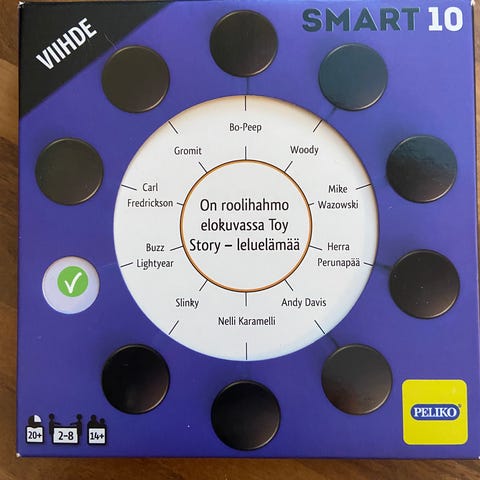 VIIHDE
SMART 10
Bo-Peep
Gromit
Woody
Carl
Fredrickson
Mike
Wazowski
On roolihahmo
elokuvassa Toy
Story – leluelämää
Buzz
Lightyear
Herra
Perunapää
Slinky
Andy Davis
Nelli Karamelli
PELIKO
20+
2-8
14+